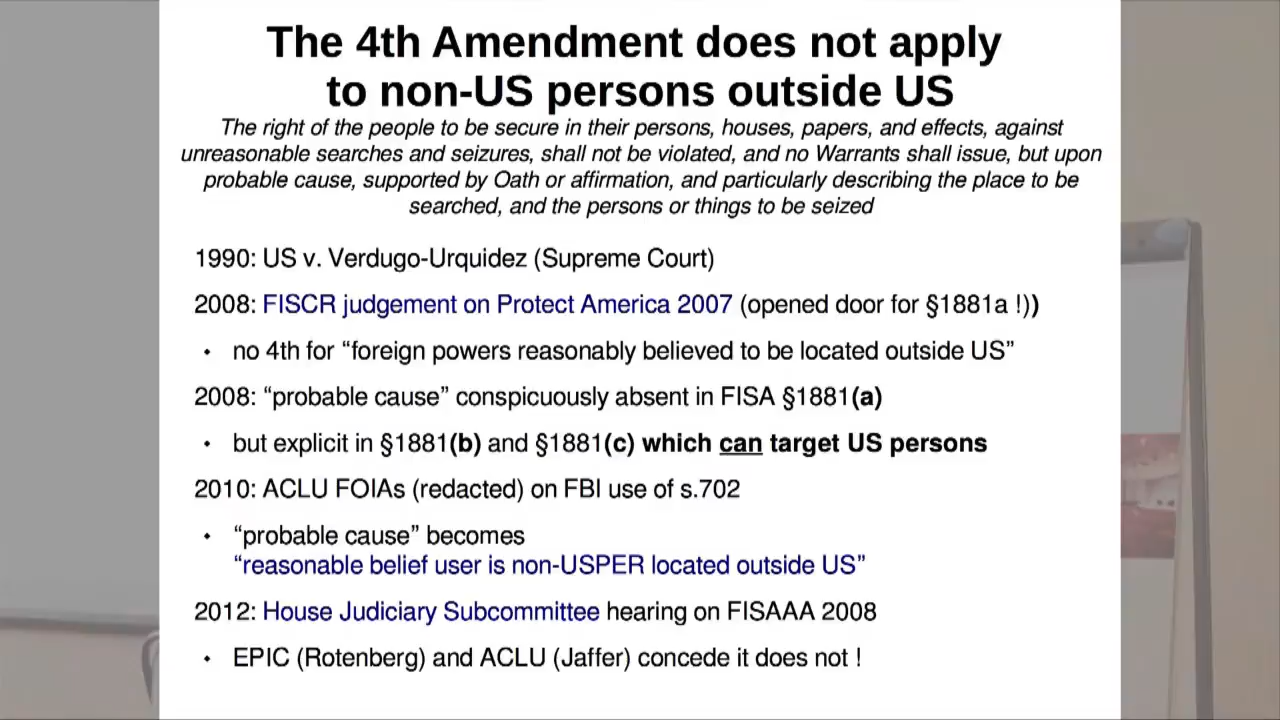 The 4th Amendment does not apply
to non-US persons outside US
The right of the people to be secure in their persons, houses, papers, and effects, against
unreasonable searches and seizures, shall not be violated, and no Warrants shall issue, but upon
probable cause, supported by Oath or affirmation, and particularly describing the place to be
searched, and the persons or things to be seized
1990: US v. Verdugo-Urquidez (Supreme Court)
2008: FISCR judgement on Protect America 2007 (opened door for §1881a !))
• no 4th for “foreign powers reasonably believed to be located outside US”
2008: “probable cause” conspicuously absent in FISA §1881(a)
• but explicit in §1881(b) and §1881(c) which can target US persons
2010: ACLU FOIAs (redacted) on FBI use of s.702
• “probable cause” becomes
“reasonable belief user is non-USPER located outside US”
2012: House Judiciary Subcommittee hearing on FISAAA 2008
• EPIC (Rotenberg) and ACLU (Jaffer) concede it does not !